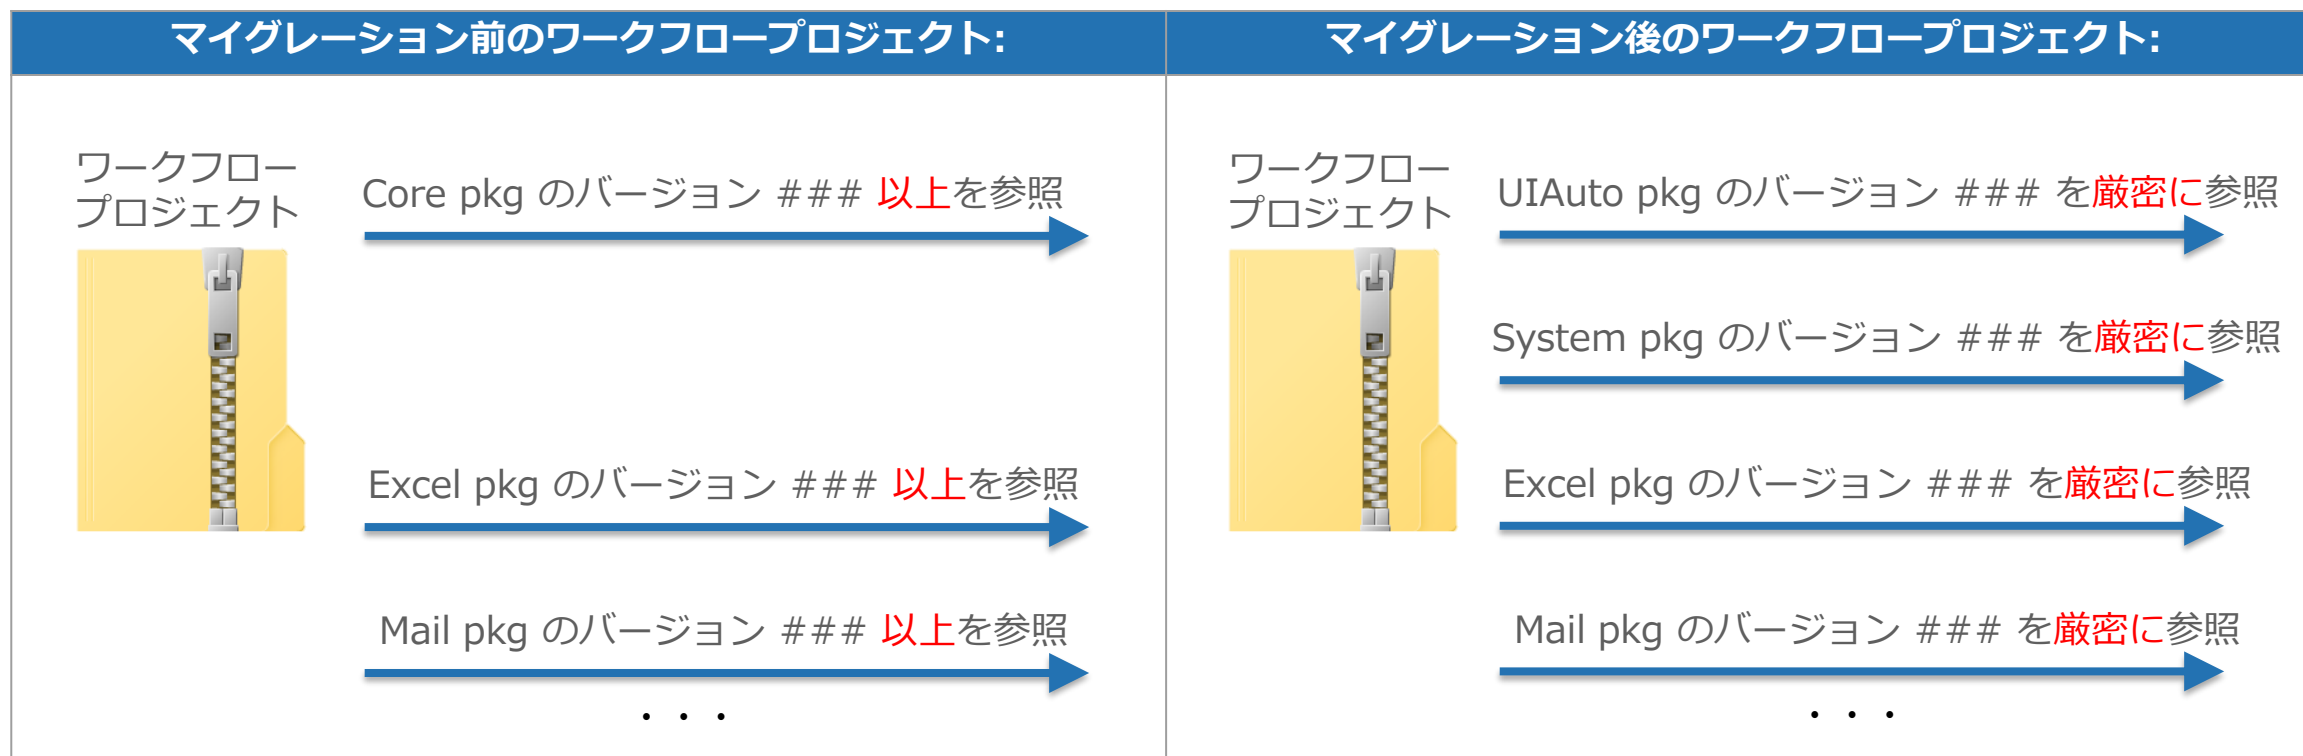 マイグレーション前のワークフロープロジェクト:
ワークフロー
プロジェクト
Core pkg のバージョン ### 以上を参照
Excel pkg のバージョン ### 以上を参照
Mail pkg のバージョン ### 以上を参照
・・・
マイグレーション後のワークフロープロジェクト:
ワークフロー
プロジェクト
UIAuto pkg のバージョン ### を厳密に参照
System pkg のバージョン ### を厳密に参照
Excel pkg のバージョン ### を厳密に参照
Mail pkg のバージョン ### を厳密に参照
・・・